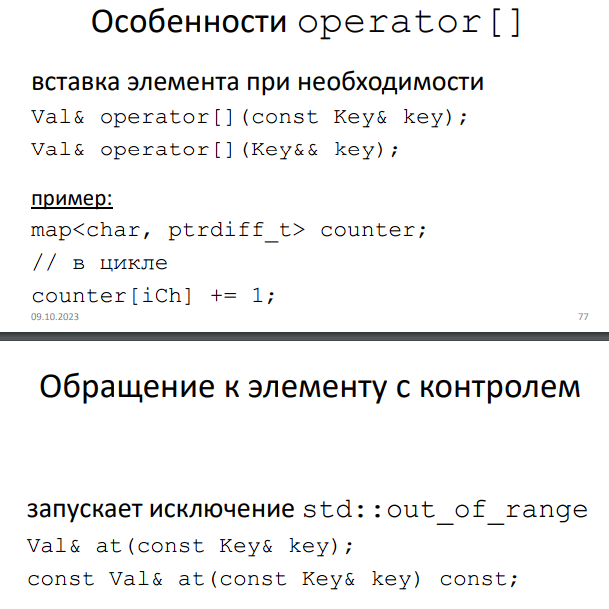 Особенности operator[]
вставка элемента при необходимости
Val& operator[](const Key& key);
Val& operator[](Key&& key);
пример:
map<char, ptrdiff_t> counter;
// в цикле
counter[iCh] += 1;
09.10.2023 77
Обращение к элементу с контролем
запускает исключение std::out_of_range
Val& at(const Key& key);
const Val& at(const Key& key) const;